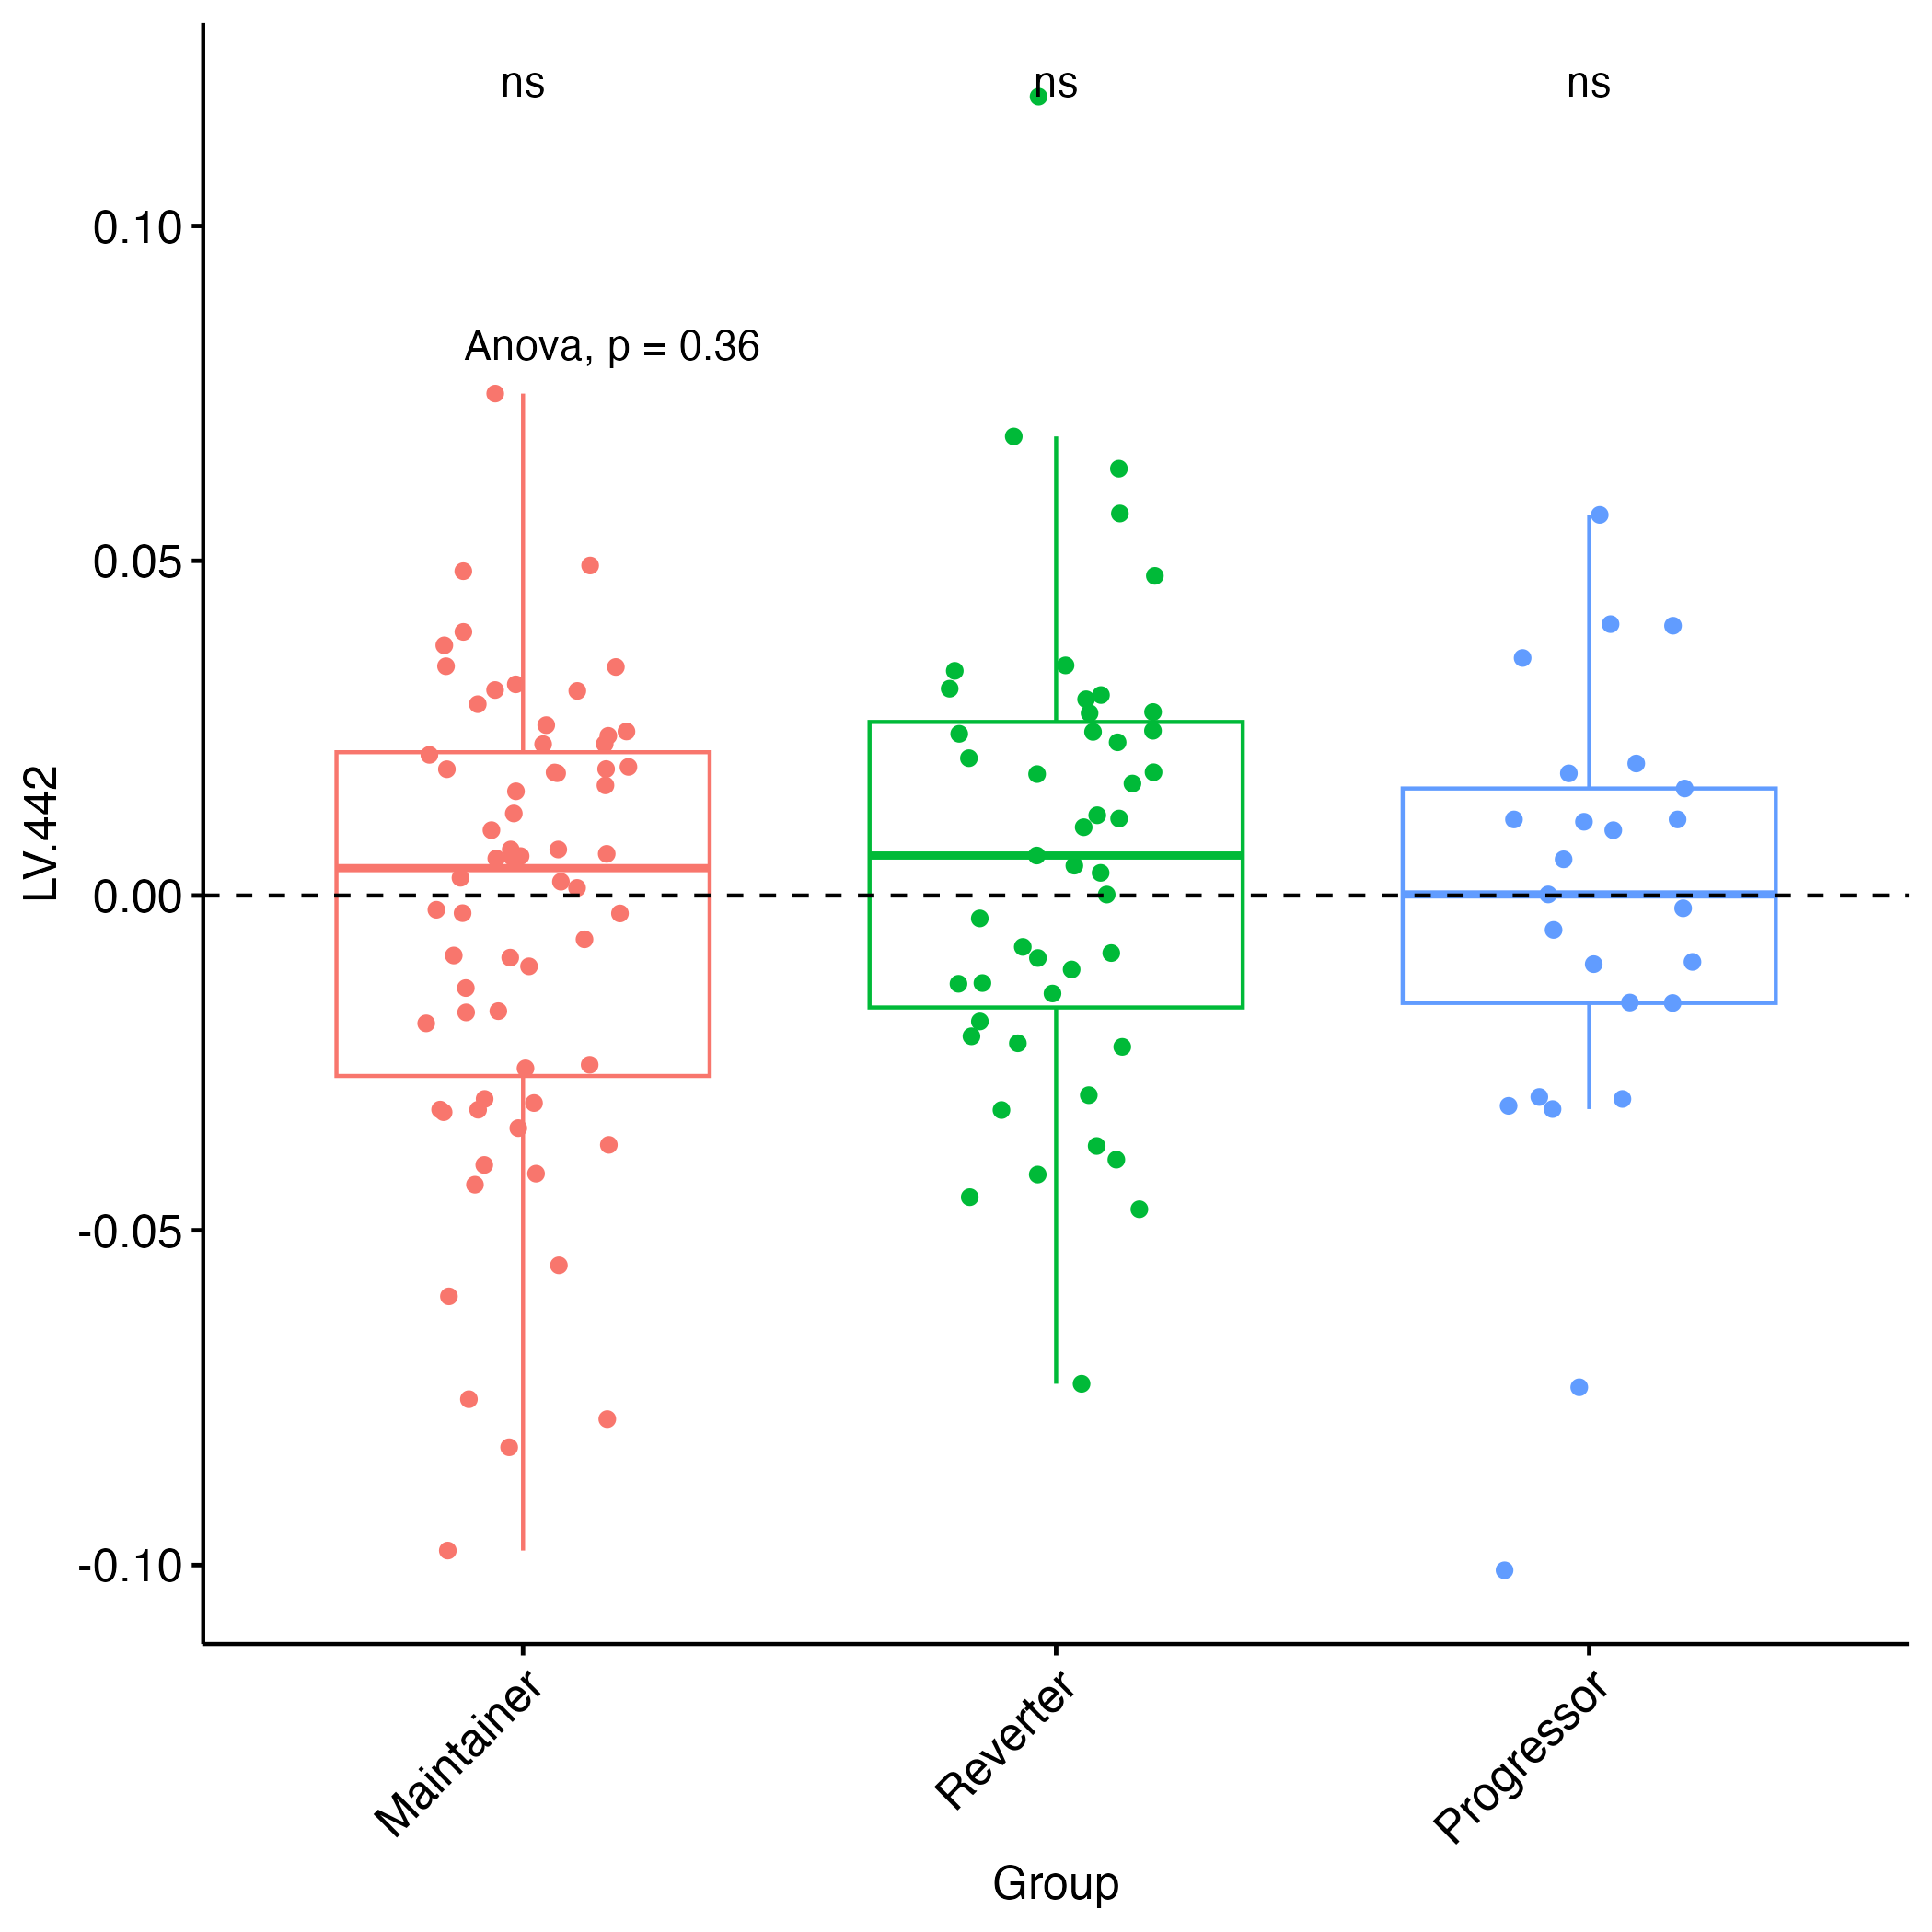 ns ns ns
Anova, p = 0.36
LV.442
0.10
0.05
0.00
-0.05
-0.10
Maintainer
Reverter
Progressor
Group